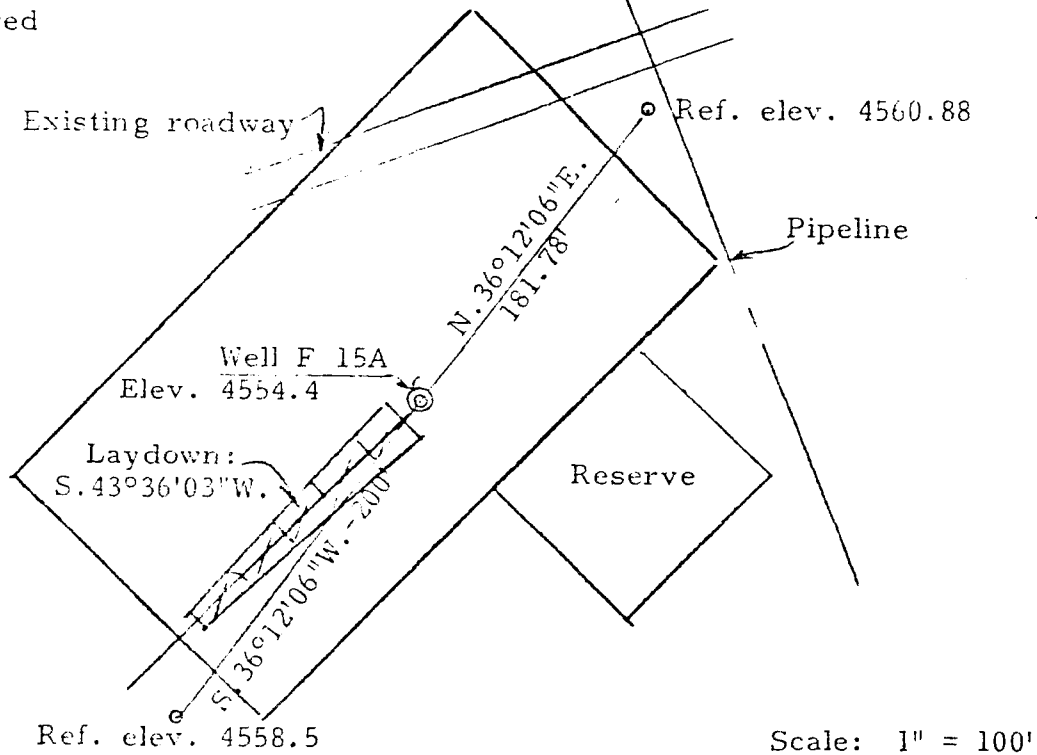 Existing roadway
Ref. elev. 4560.88
N.36°12'06"E.
181.78'
Pipeline
Well F 15A
Elev. 4554.4
Laydown:
S.43°36'03"W.
Reserve
S.36°12'06"W.-200'
Ref. elev. 4558.5
Scale: 1" = 100'